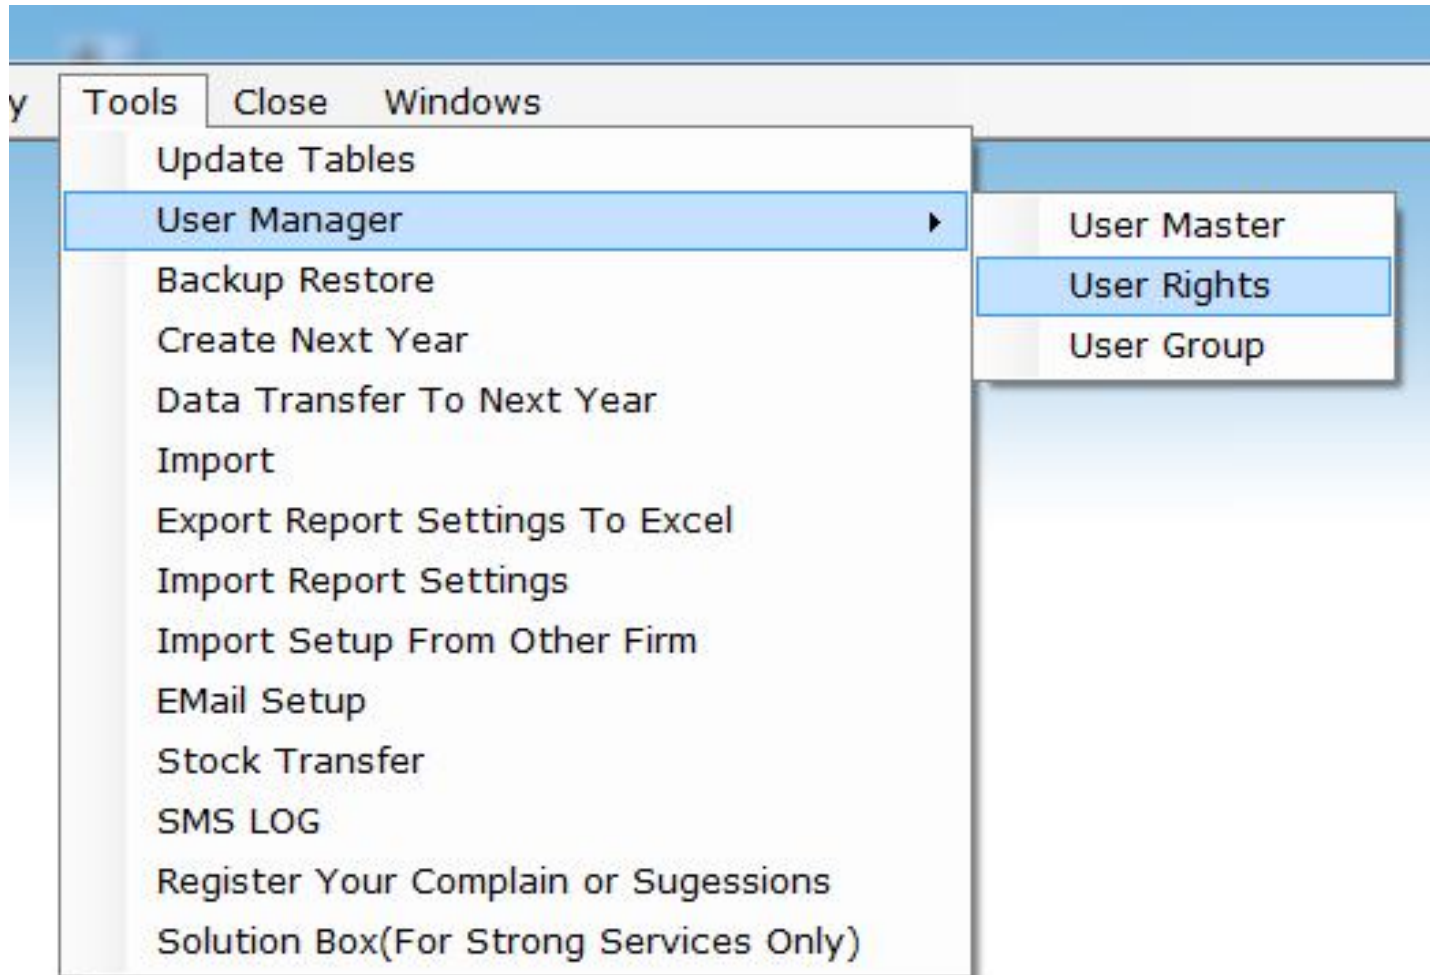 y Tools Close Windows
Update Tables
User Manager
User Master
User Rights
User Group
Backup Restore
Create Next Year
Data Transfer To Next Year
Import
Export Report Settings To Excel
Import Report Settings
Import Setup From Other Firm
EMail Setup
Stock Transfer
SMS LOG
Register Your Complain or Sugessions
Solution Box(For Strong Services Only)